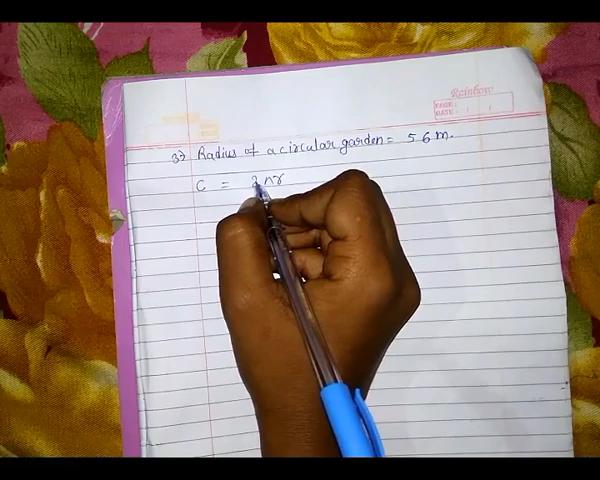 Rainbow
PAGE: / /
DATE:
3) Radius of a circular garden = 56 m.
C = 2πr